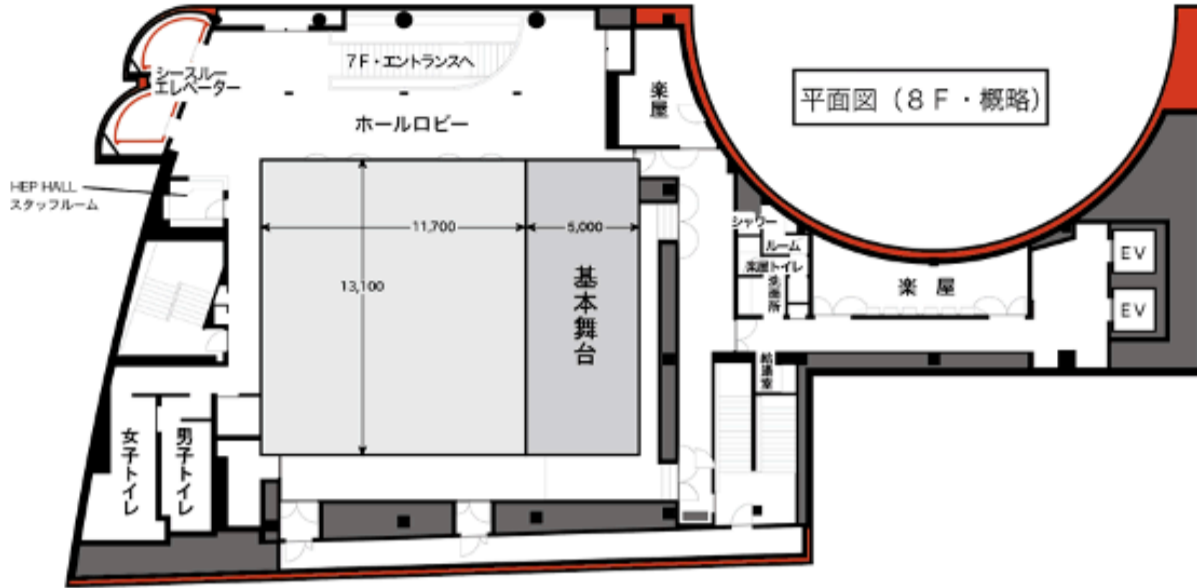 平面図（８Ｆ・概略）
シースルー
エレベーター
７Ｆ・エントランスへ
ホールロビー
楽屋
HEP HALL
スタッフルーム
11,700
5,000
13,100
基本舞台
シャワー
ルーム
楽屋トイレ
洗面所
楽屋
EV
EV
給湯室
女子トイレ
男子トイレ